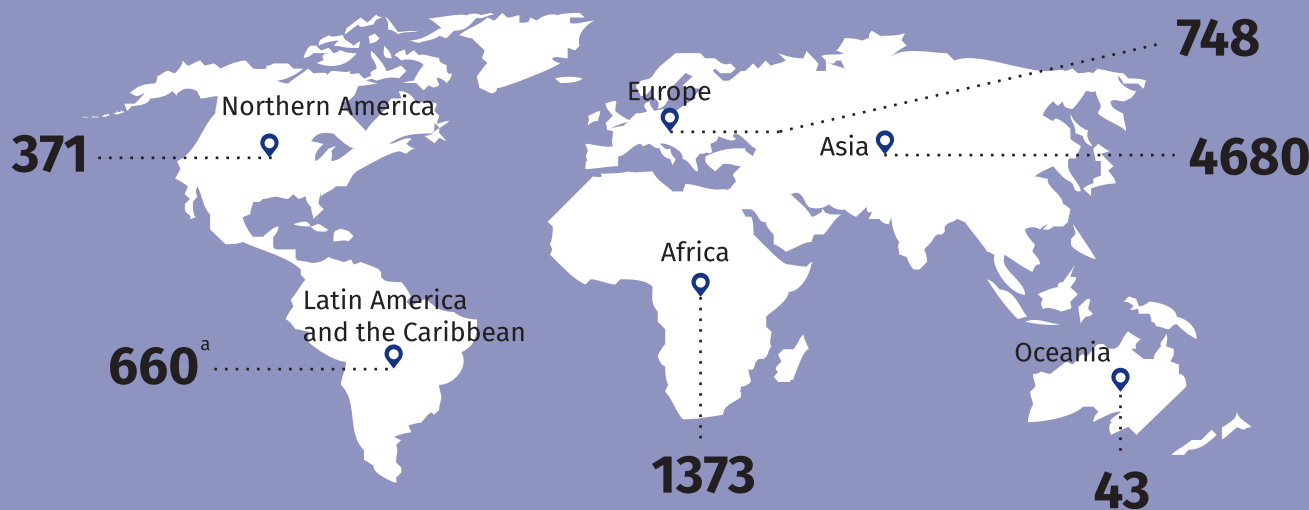 748
Europe
Northern America
371
Asia
4680
Africa
Latin America
and the Caribbean
660a
Oceania
1373
43